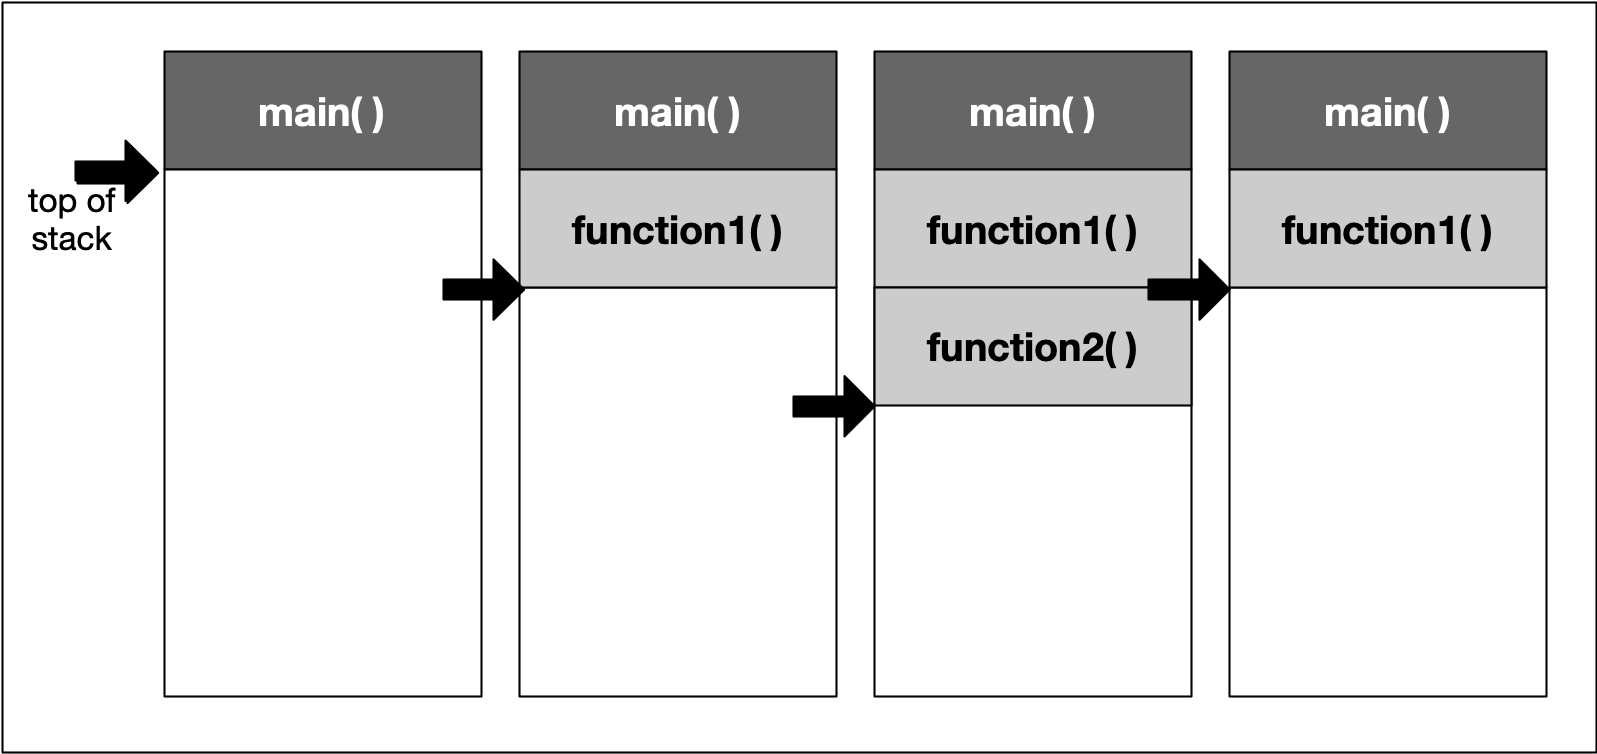 main( )
main( )
main( )
main( )
top of
stack
function1( )
function1( )
function1( )
function2( )